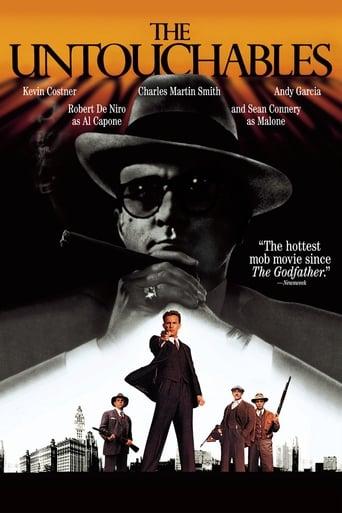 THE
UNTOUCHABLES
Kevin Costner Charles Martin Smith Andy Garcia
Robert De Niro and Sean Connery
as Al Capone as Malone
“The hottest
mob movie since
The Godfather.”
—Newsweek